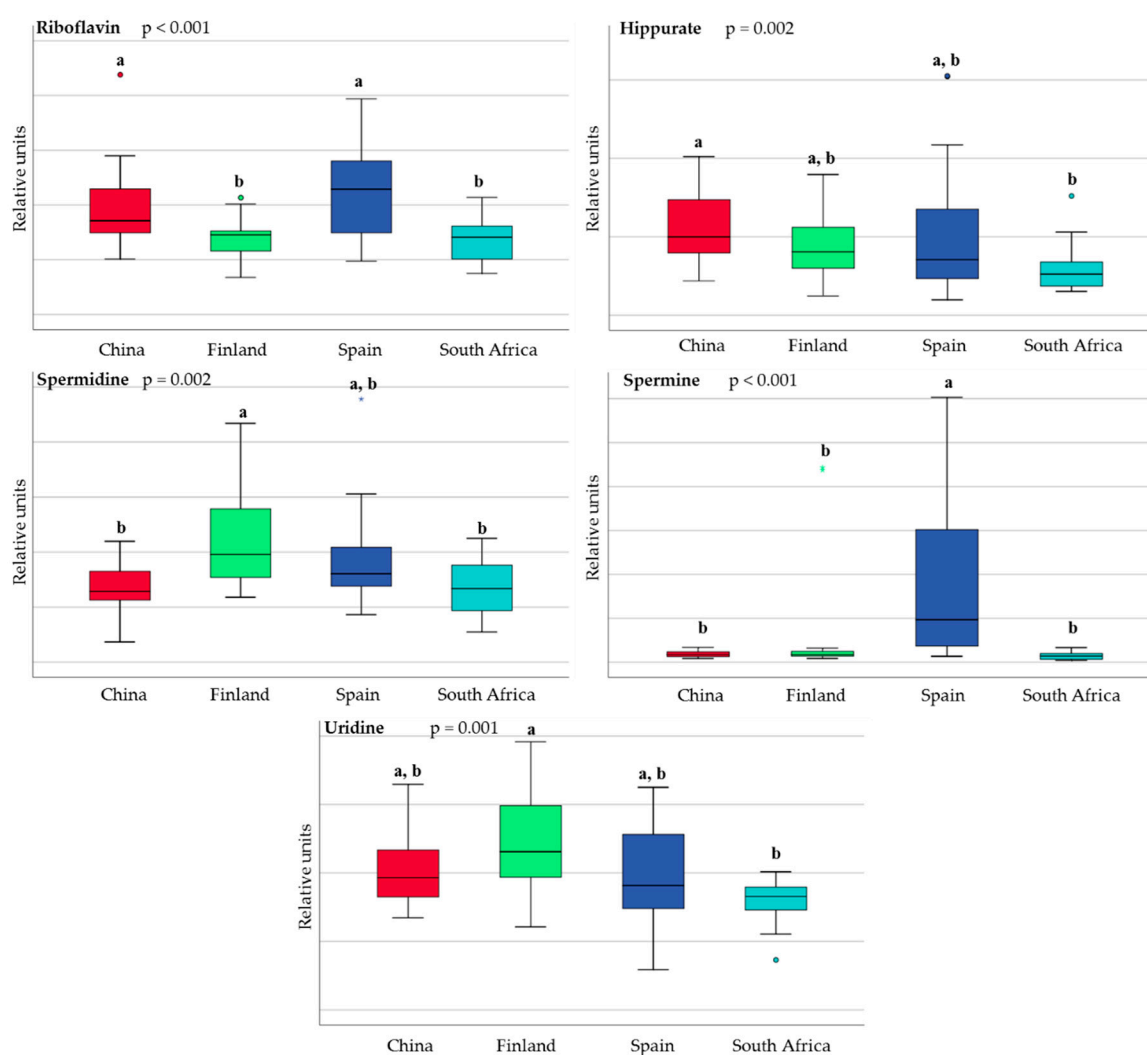 Riboflavin p < 0.001
a
a
b
b
Relative units
China Finland Spain South Africa
Hippurate p = 0.002
a, b
a
a, b
b
Relative units
China Finland Spain South Africa
Spermidine p = 0.002
a, b
a
b
b
Relative units
China Finland Spain South Africa
Spermine p < 0.001
a
b
b
b
Relative units
China Finland Spain South Africa
Uridine p = 0.001
a
a, b
a, b
b
Relative units
China Finland Spain South Africa